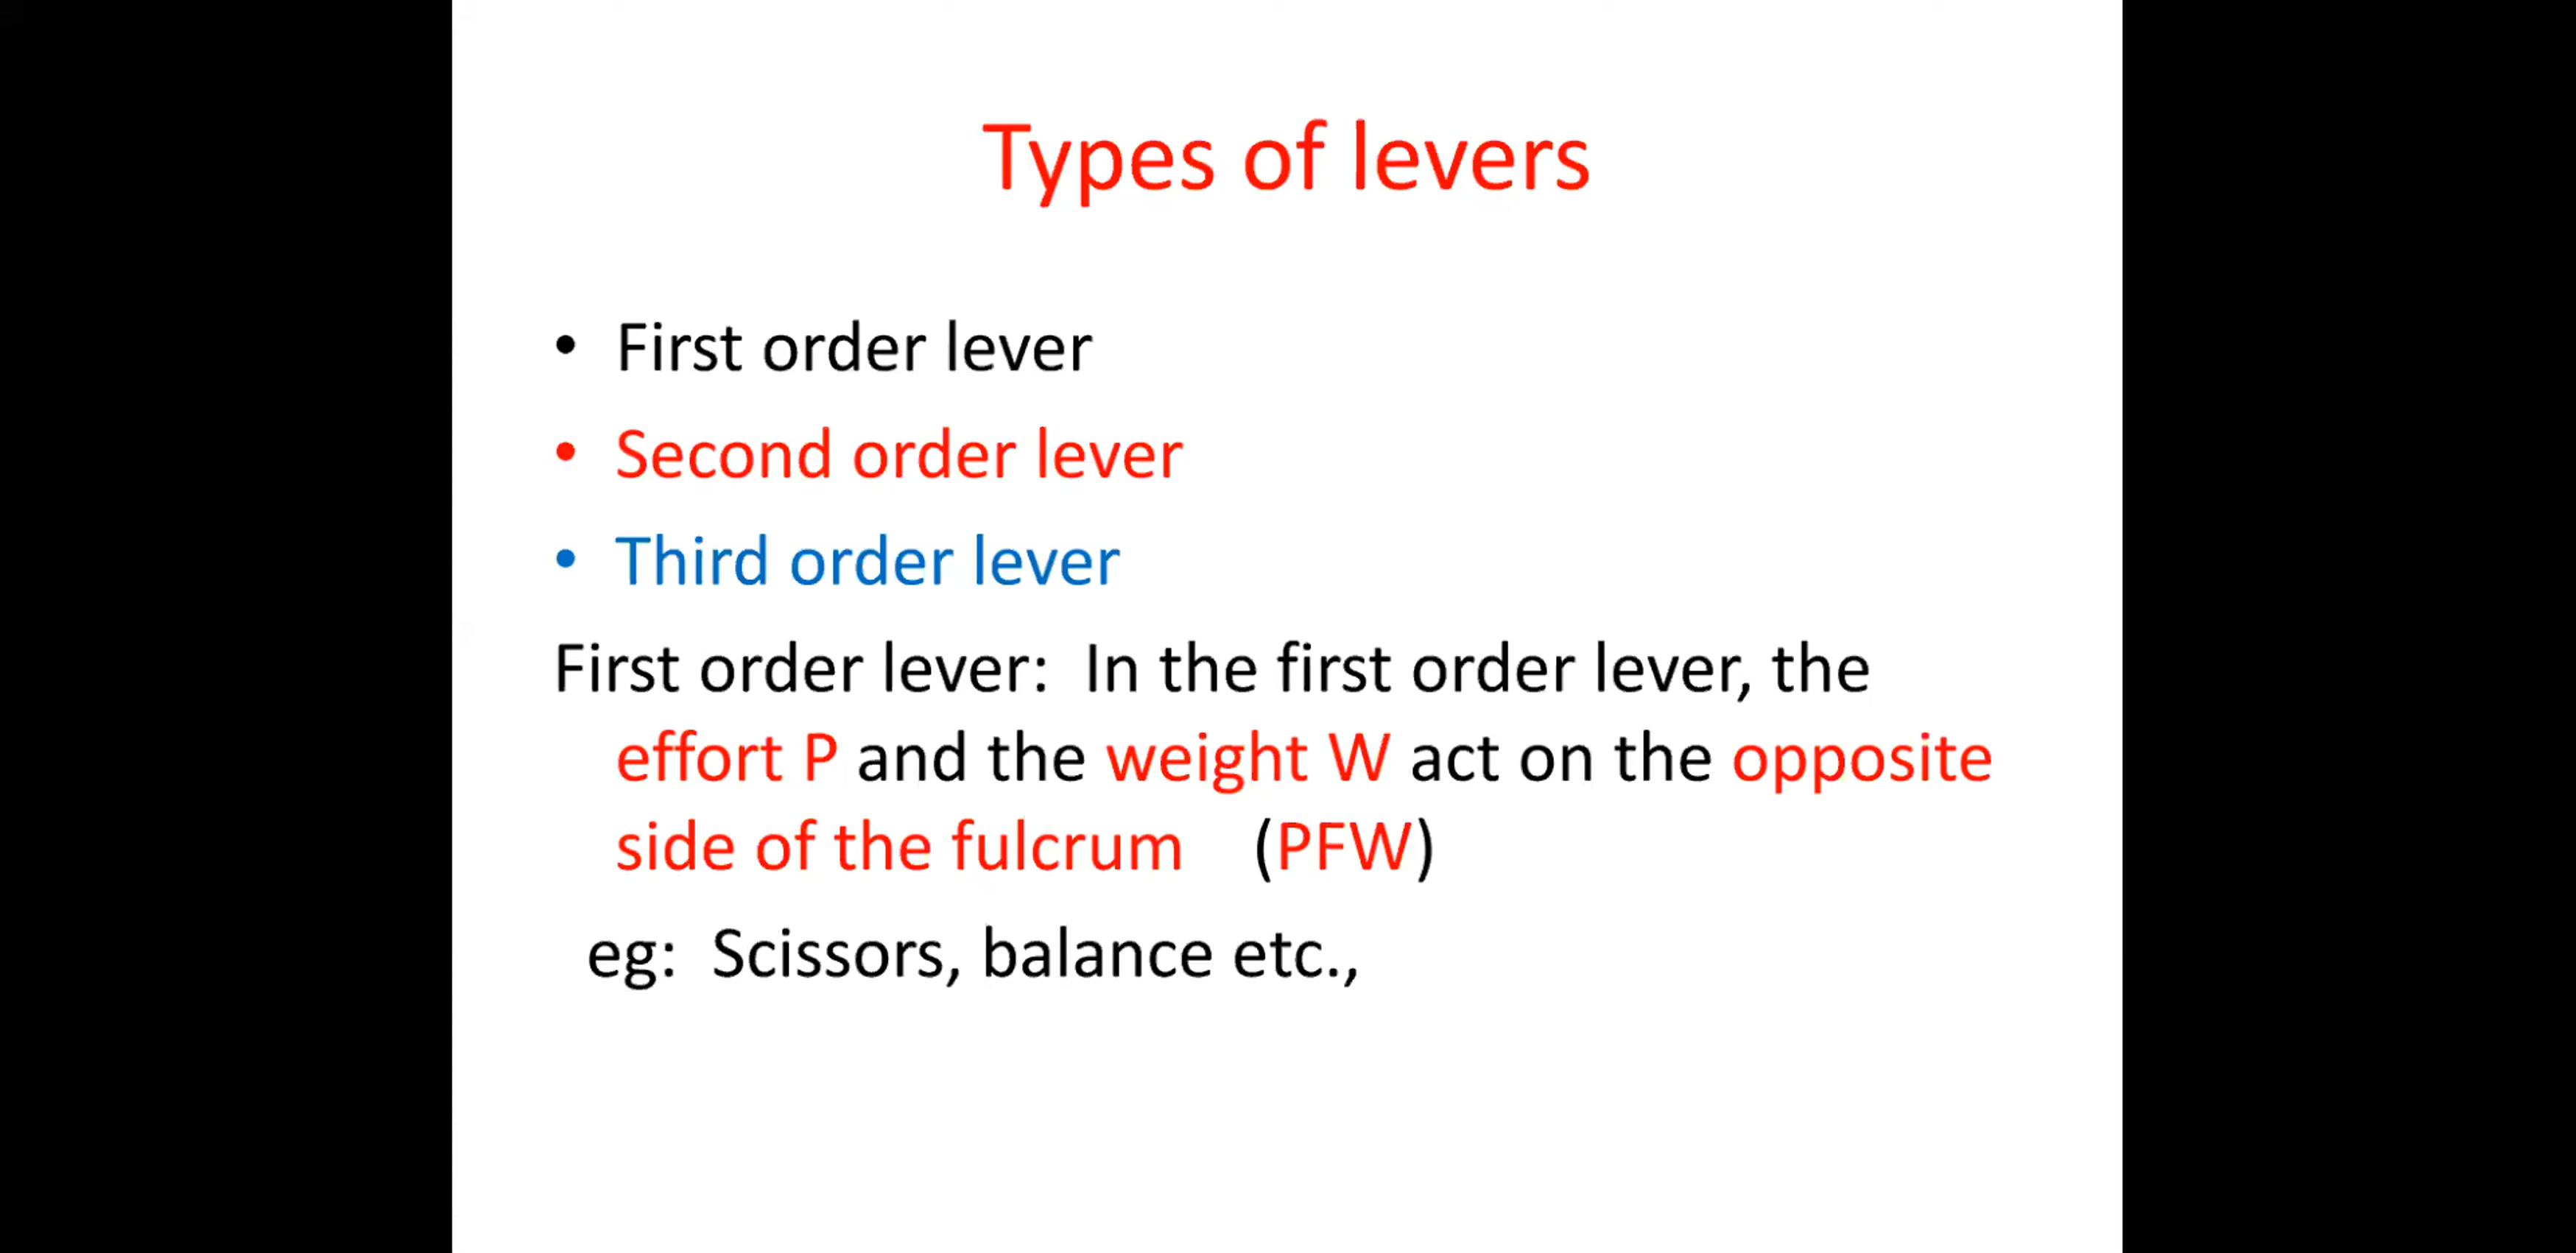 Types of levers
• First order lever
• Second order lever
• Third order lever
First order lever:  In the first order lever, the
effort P and the weight W act on the opposite
side of the fulcrum    (PFW)
eg:  Scissors, balance etc.,